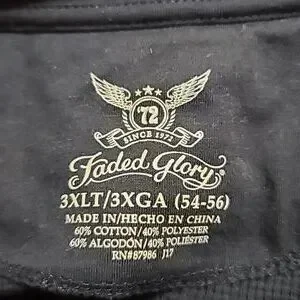 '72
SINCE 1972
Faded Glory®
3XLT/3XGA (54-56)
MADE IN/HECHO EN CHINA
60% COTTON/40% POLYESTER
60% ALGODÓN/40% POLIÉSTER
RN#87986 J17